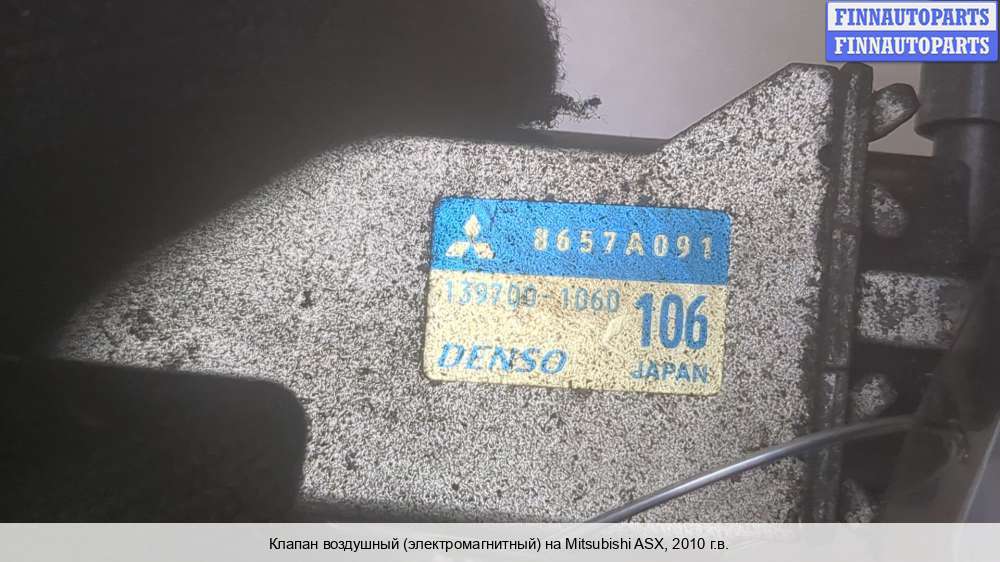 FINNAUTOPARTS
FINNAUTOPARTS
8657A091
139700-1060
106
DENSO
JAPAN
Клапан воздушный (электромагнитный) на Mitsubishi ASX, 2010 г.в.